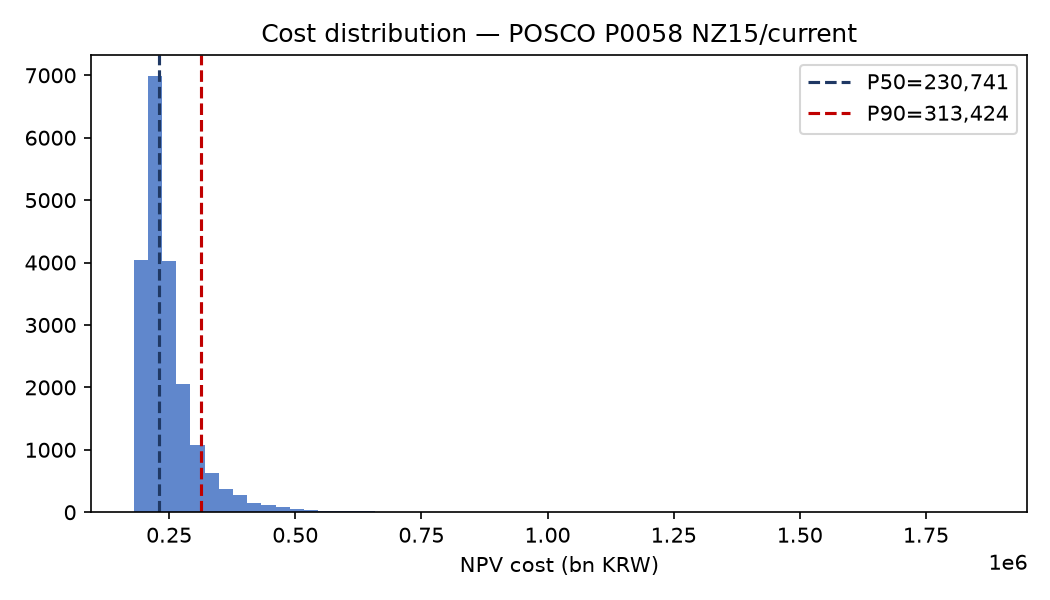 Cost distribution — POSCO P0058 NZ15/current
P50=230,741
P90=313,424
7000
6000
5000
4000
3000
2000
1000
0
0.25 0.50 0.75 1.00 1.25 1.50 1.75
1e6
NPV cost (bn KRW)